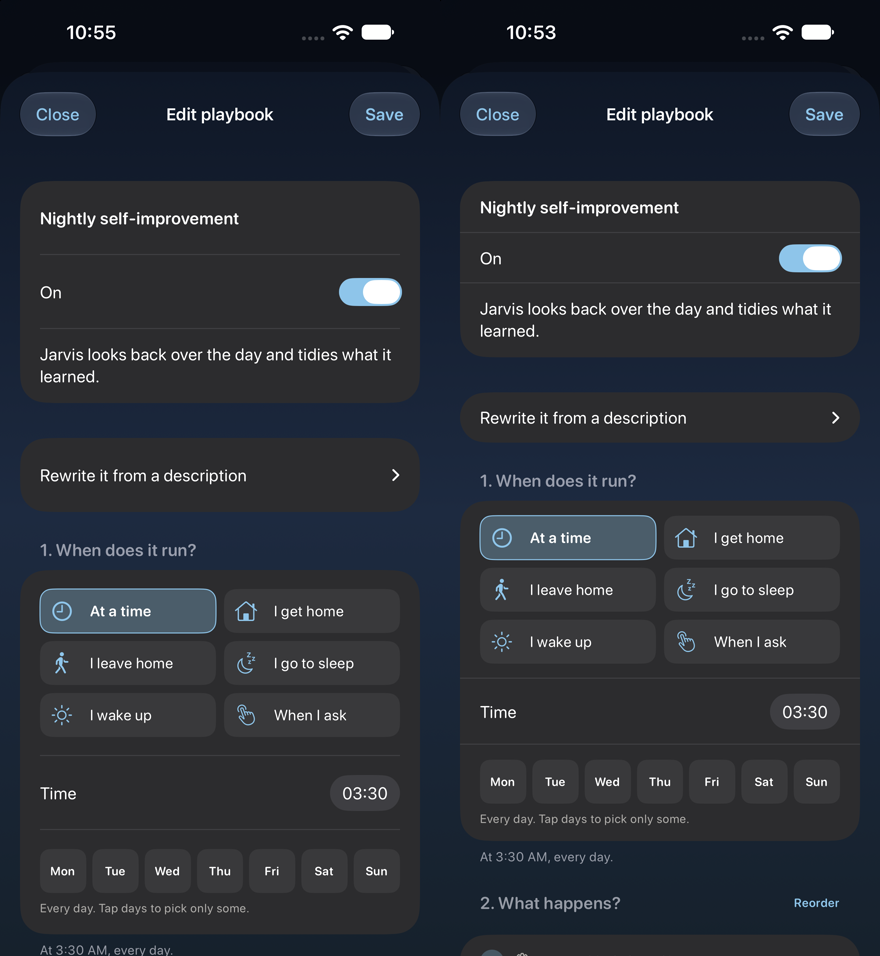 10:55
Close
Edit playbook
Save
Nightly self-improvement
On
Jarvis looks back over the day and tidies what it
learned.
Rewrite it from a description
1. When does it run?
At a time
I get home
I leave home
I go to sleep
I wake up
When I ask
Time
03:30
Mon Tue Wed Thu Fri Sat Sun
Every day. Tap days to pick only some.
At 3:30 AM, every day.
10:53
Close
Edit playbook
Save
Nightly self-improvement
On
Jarvis looks back over the day and tidies what it
learned.
Rewrite it from a description
1. When does it run?
At a time
I get home
I leave home
I go to sleep
I wake up
When I ask
Time
03:30
Mon Tue Wed Thu Fri Sat Sun
Every day. Tap days to pick only some.
At 3:30 AM, every day.
2. What happens?
Reorder